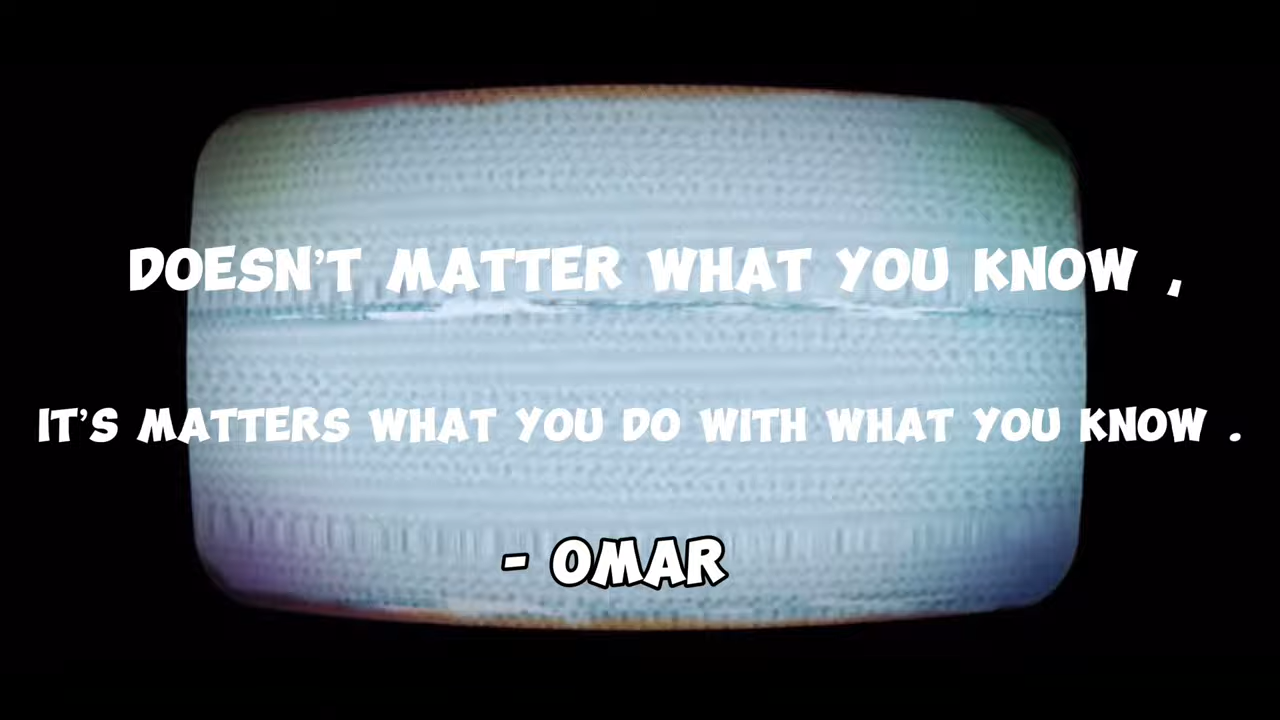 DOESN'T MATTER WHAT YOU KNOW ,
IT'S MATTERS WHAT YOU DO WITH WHAT YOU KNOW .
- OMAR